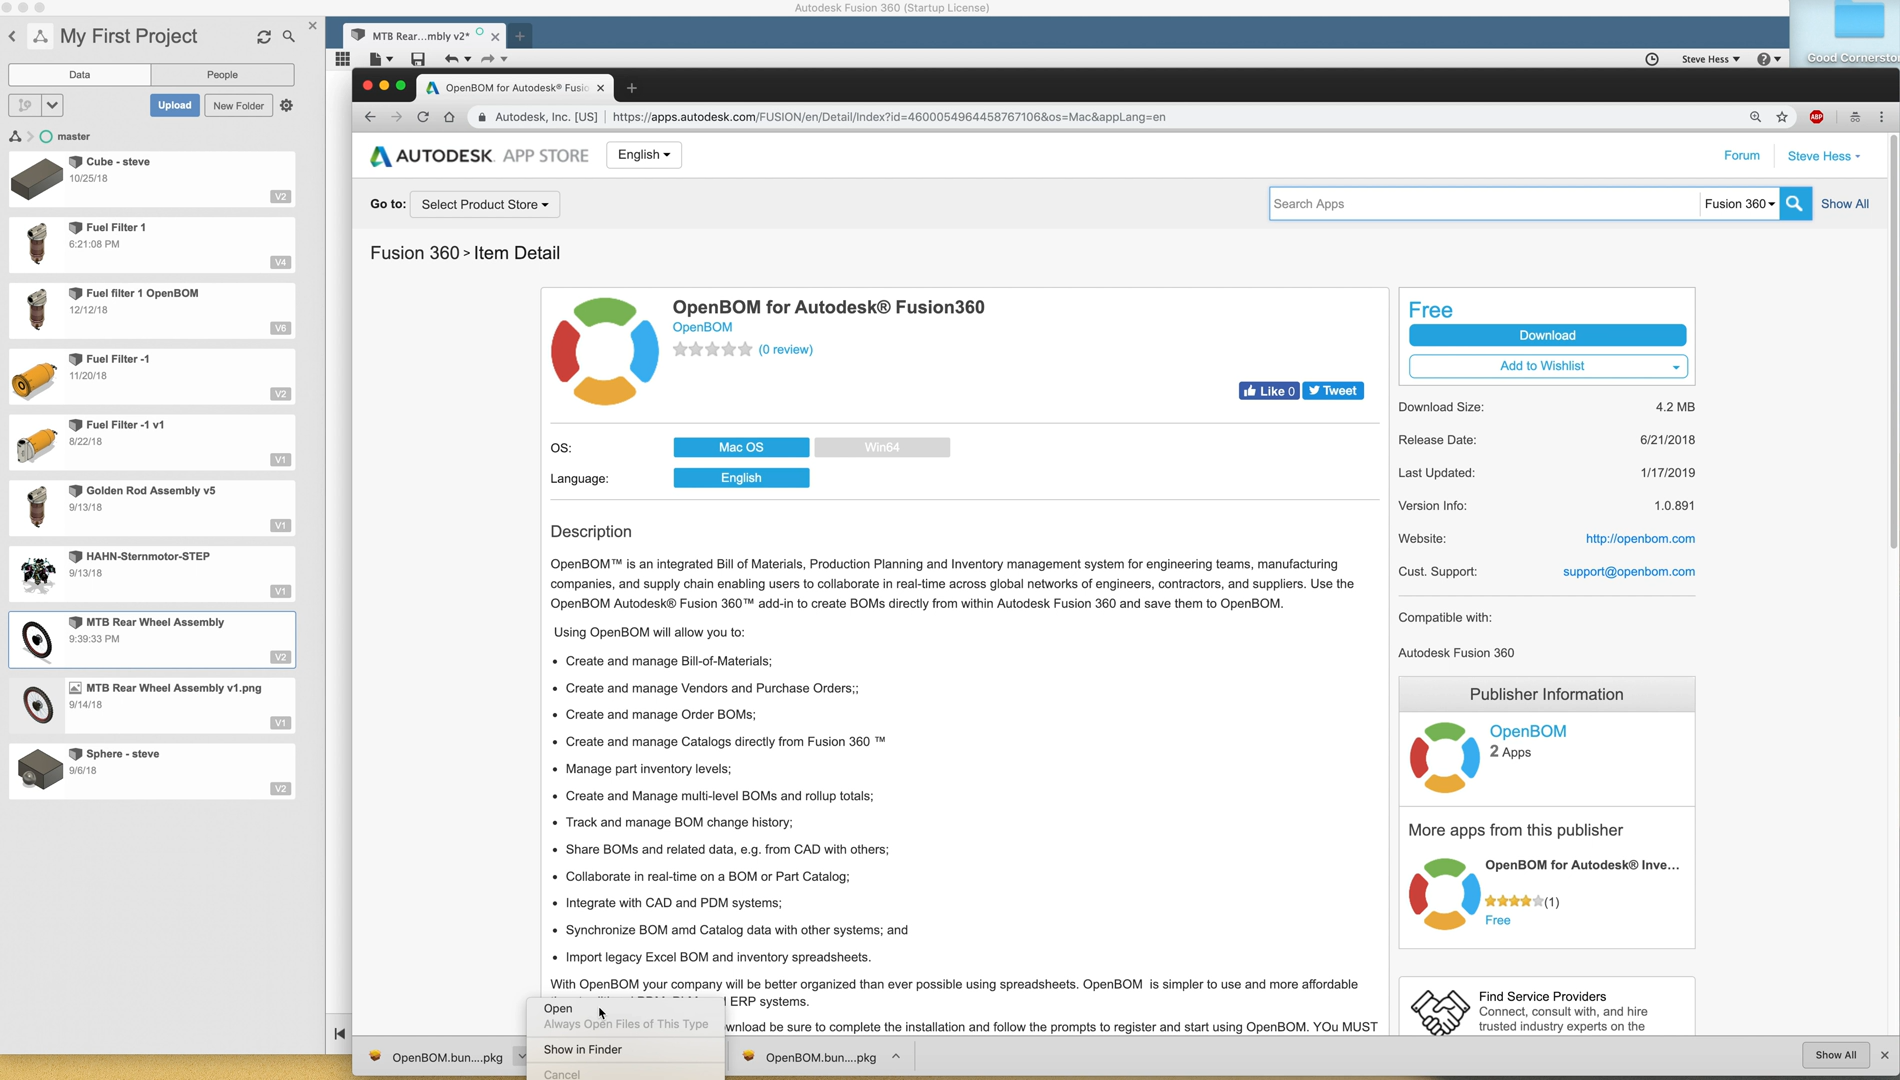 Autodesk Fusion 360 (Startup License)
My First Project
Data
People
Upload
New Folder
master
Cube - steve
10/25/18
V2
Fuel Filter 1
6:21:08 PM
V4
Fuel filter 1 OpenBOM
12/12/18
V6
Fuel Filter -1
11/20/18
V2
Fuel Filter -1 v1
8/22/18
V1
Golden Rod Assembly v5
9/13/18
V1
HAHN-Sternmotor-STEP
9/13/18
V1
MTB Rear Wheel Assembly
9:39:33 PM
V2
MTB Rear Wheel Assembly v1.png
9/14/18
V1
Sphere - steve
9/6/18
V2
MTB Rear...mbly v2*
Steve Hess
Good Cornersto
OpenBOM for Autodesk® Fusio
Autodesk, Inc. [US] | https://apps.autodesk.com/FUSION/en/Detail/Index?id=4600054964458767106&os=Mac&appLang=en
ABP
AUTODESK. APP STORE
English
Forum
Steve Hess
Go to:
Select Product Store
Search Apps
Fusion 360
Show All
Fusion 360 > Item Detail
OpenBOM for Autodesk® Fusion360
OpenBOM
(0 review)
Like 0
Tweet
OS:
Mac OS
Win64
Language:
English
Description
OpenBOM™ is an integrated Bill of Materials, Production Planning and Inventory management system for engineering teams, manufacturing
companies, and supply chain enabling users to collaborate in real-time across global networks of engineers, contractors, and suppliers. Use the
OpenBOM Autodesk® Fusion 360™ add-in to create BOMs directly from within Autodesk Fusion 360 and save them to OpenBOM.
Using OpenBOM will allow you to:
• Create and manage Bill-of-Materials;
• Create and manage Vendors and Purchase Orders;;
• Create and manage Order BOMs;
• Create and manage Catalogs directly from Fusion 360 ™
• Manage part inventory levels;
• Create and Manage multi-level BOMs and rollup totals;
• Track and manage BOM change history;
• Share BOMs and related data, e.g. from CAD with others;
• Collaborate in real-time on a BOM or Part Catalog;
• Integrate with CAD and PDM systems;
• Synchronize BOM amd Catalog data with other systems; and
• Import legacy Excel BOM and inventory spreadsheets.
With OpenBOM your company will be better organized than ever possible using spreadsheets. OpenBOM is simpler to use and more affordable
ERP systems.
wnload be sure to complete the installation and follow the prompts to register and start using OpenBOM. YOu MUST
Free
Download
Add to Wishlist
Download Size: 4.2 MB
Release Date: 6/21/2018
Last Updated: 1/17/2019
Version Info: 1.0.891
Website: http://openbom.com
Cust. Support: support@openbom.com
Compatible with:
Autodesk Fusion 360
Publisher Information
OpenBOM
2 Apps
More apps from this publisher
OpenBOM for Autodesk® Inve...
(1)
Free
Find Service Providers
Connect, consult with, and hire
trusted industry experts on the
Open
Always Open Files of This Type
Show in Finder
Cancel
OpenBOM.bun....pkg
OpenBOM.bun....pkg
Show All